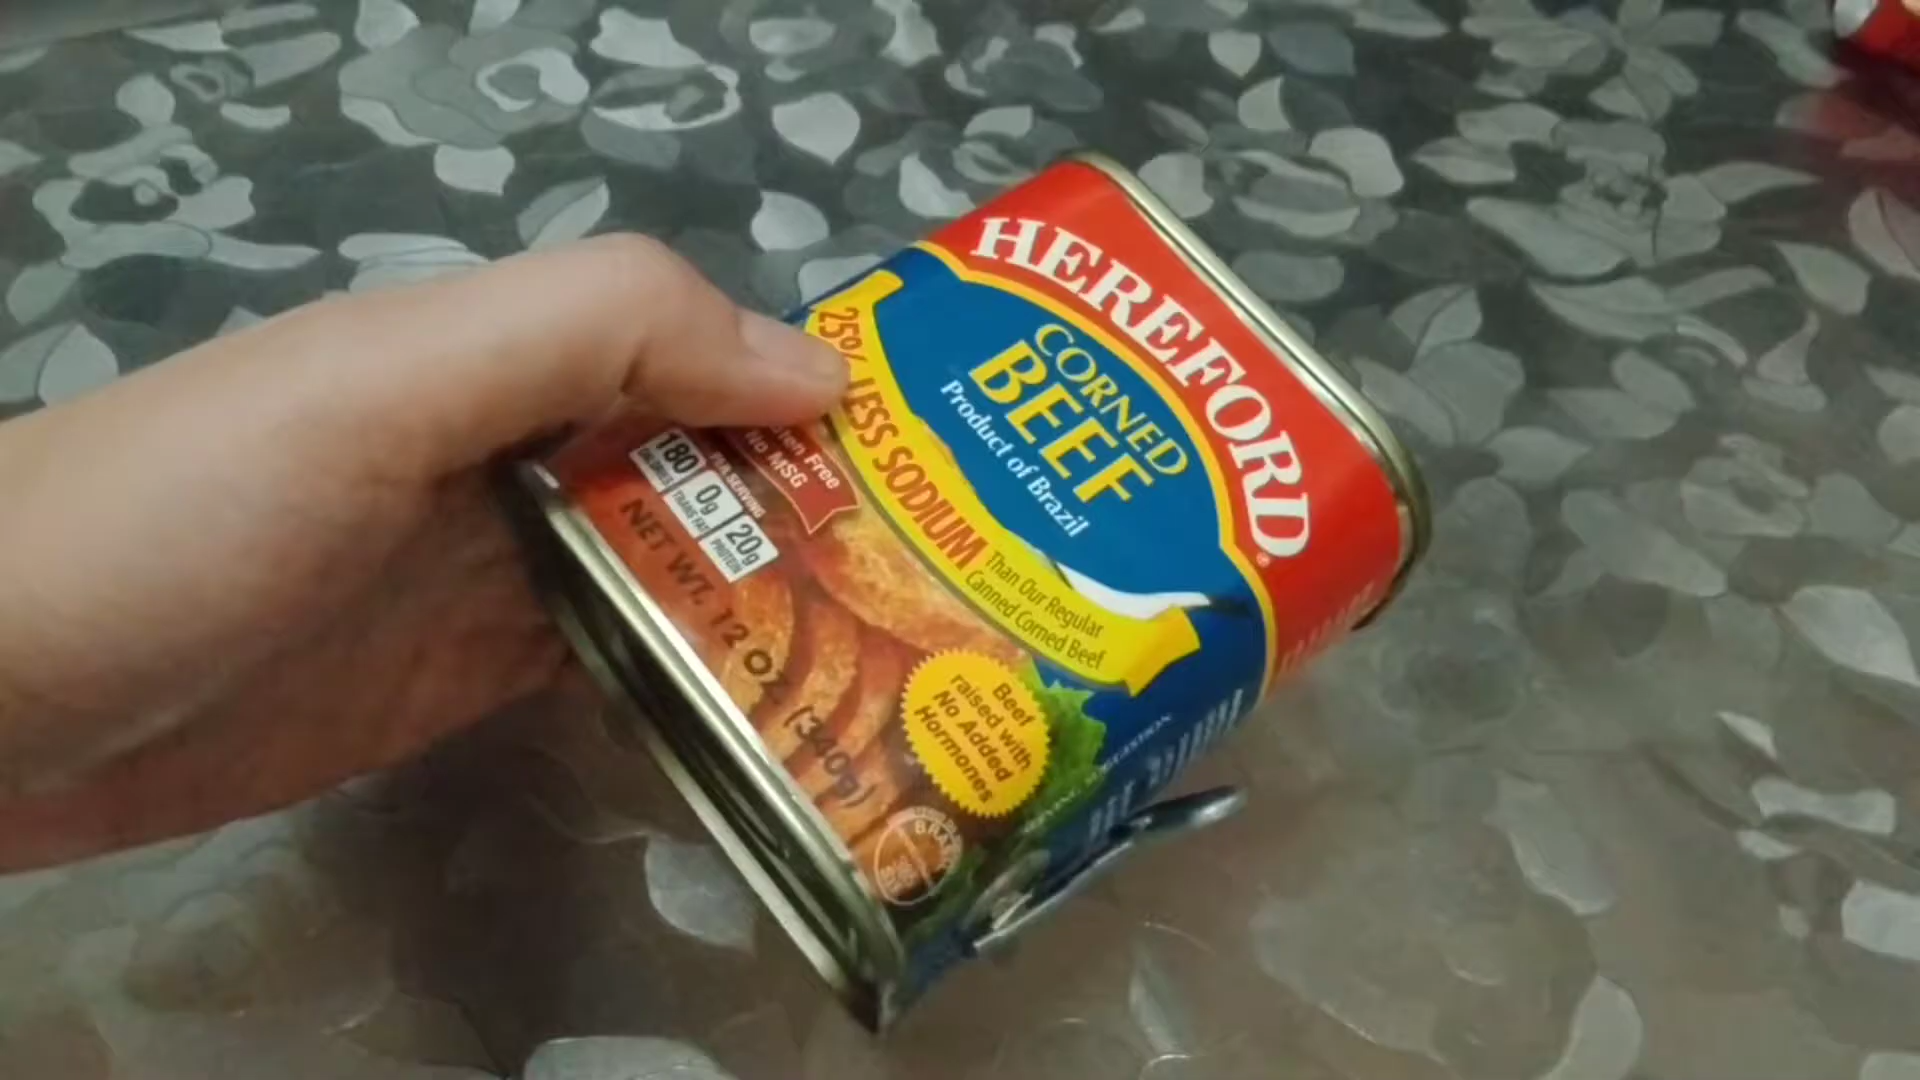 HEREFORD®
CORNED
BEEF
Product of Brazil
25% LESS SODIUM
Than Our Regular
Canned Corned Beef
Free
No MSG
PER SERVING
180
CALORIES
0g
TRANS FAT
20g
PROTEIN
NET WT. 12 OZ. (340g)
Beef
raised with
No Added
Hormones